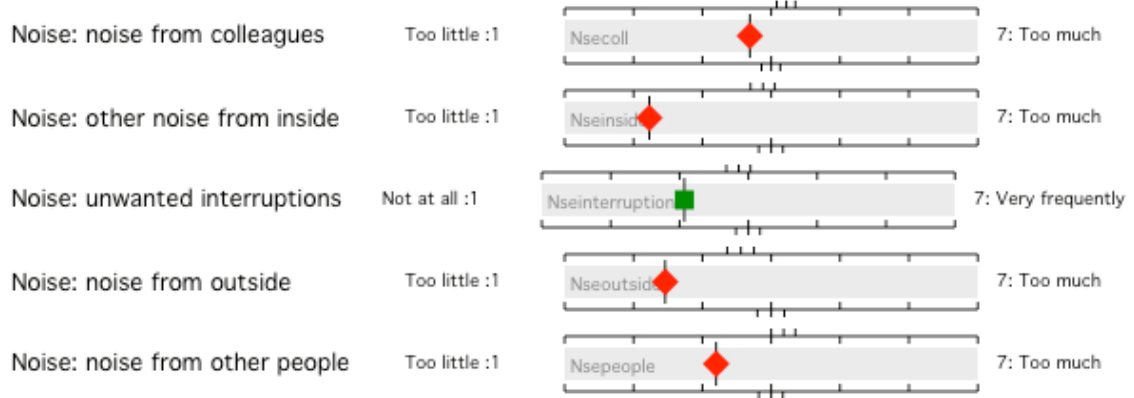 Noise: noise from colleagues Too little :1 Nsecoll 7: Too much
Noise: other noise from inside Too little :1 Nseinsid 7: Too much
Noise: unwanted interruptions Not at all :1 Nseinterruption 7: Very frequently
Noise: noise from outside Too little :1 Nseoutsid 7: Too much
Noise: noise from other people Too little :1 Nsepeople 7: Too much